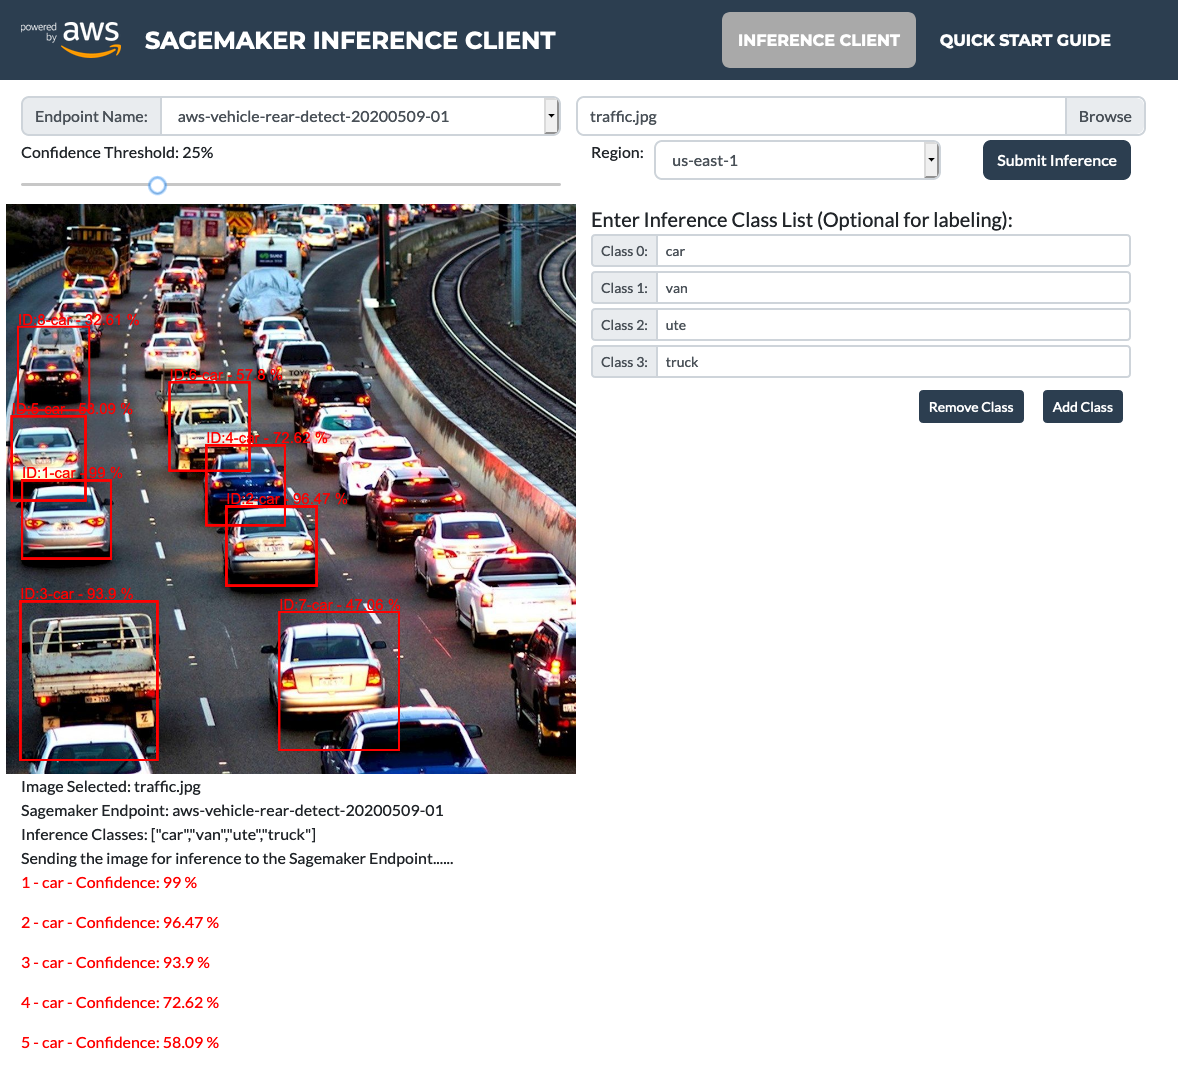 powered by aws
SAGEMAKER INFERENCE CLIENT
INFERENCE CLIENT
QUICK START GUIDE
Endpoint Name:
aws-vehicle-rear-detect-20200509-01
traffic.jpg
Browse
Confidence Threshold: 25%
Region:
us-east-1
Submit Inference
ID:8-car - 32.61 %
ID:6-car - 57.8 %
ID:5-car - 58.09 %
ID:4-car - 72.62 %
ID:1-car - 99 %
ID:2-car - 96.47 %
ID:3-car - 93.9 %
ID:7-car - 47.06 %
Enter Inference Class List (Optional for labeling):
Class 0: car
Class 1: van
Class 2: ute
Class 3: truck
Remove Class
Add Class
Image Selected: traffic.jpg
Sagemaker Endpoint: aws-vehicle-rear-detect-20200509-01
Inference Classes: ["car","van","ute","truck"]
Sending the image for inference to the Sagemaker Endpoint......
1 - car - Confidence: 99 %
2 - car - Confidence: 96.47 %
3 - car - Confidence: 93.9 %
4 - car - Confidence: 72.62 %
5 - car - Confidence: 58.09 %